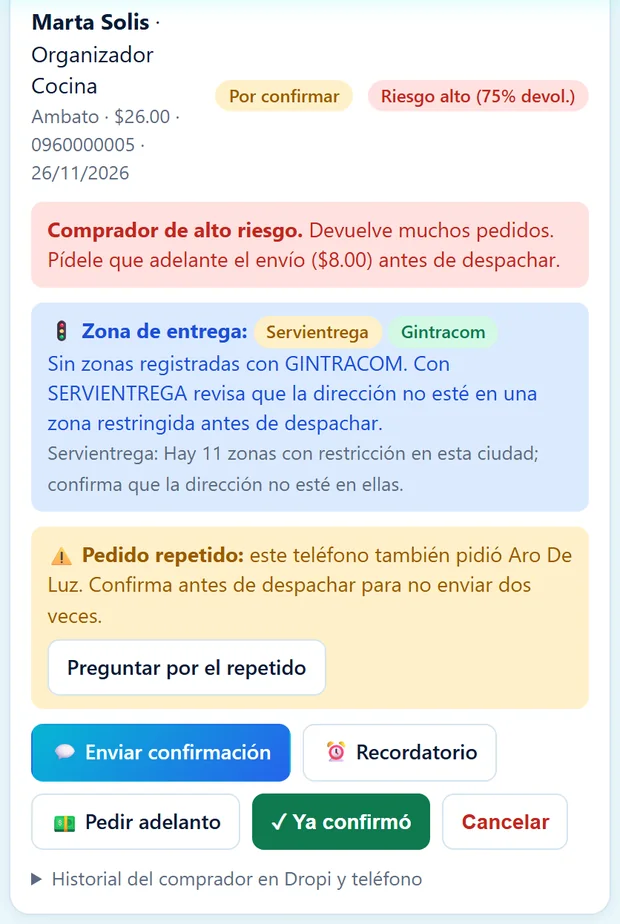 Marta Solis ·
Organizador
Cocina
Ambato · $26.00 ·
0960000005 ·
26/11/2026
Por confirmar
Riesgo alto (75% devol.)
Comprador de alto riesgo. Devuelve muchos pedidos.
Pídele que adelante el envío ($8.00) antes de despachar.
🚦 Zona de entrega: Servientrega Gintracom
Sin zonas registradas con GINTRACOM. Con
SERVIENTREGA revisa que la dirección no esté en una
zona restringida antes de despachar.
Servientrega: Hay 11 zonas con restricción en esta ciudad;
confirma que la dirección no esté en ellas.
⚠️ Pedido repetido: este teléfono también pidió Aro De
Luz. Confirma antes de despachar para no enviar dos
veces.
Preguntar por el repetido
💬 Enviar confirmación
⏰ Recordatorio
💵 Pedir adelanto
✓ Ya confirmó
Cancelar
▶ Historial del comprador en Dropi y teléfono